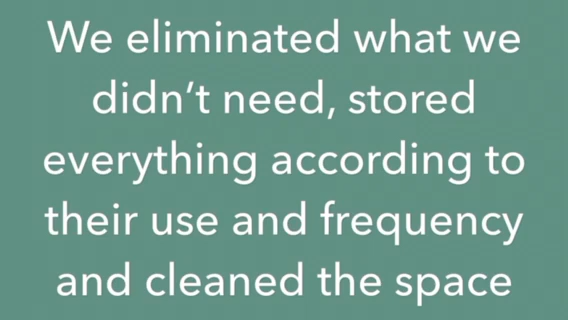 We eliminated what we
didn’t need, stored
everything according to
their use and frequency
and cleaned the space